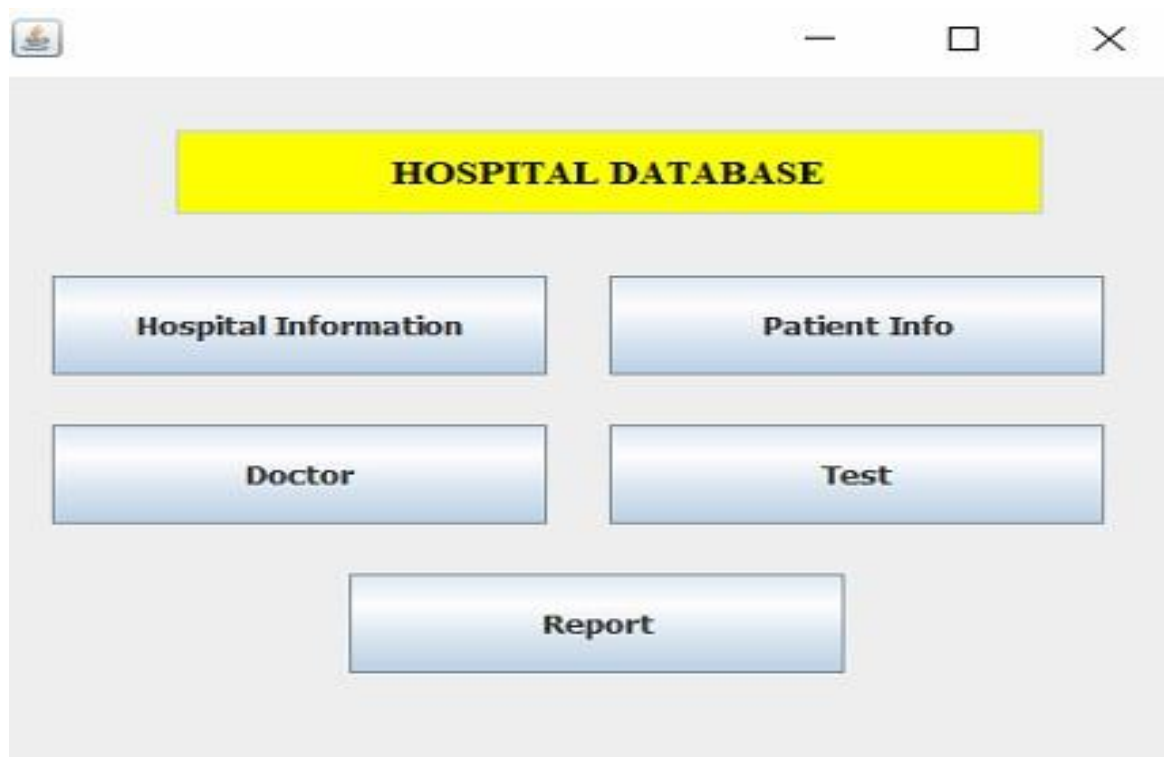 HOSPITAL DATABASE
Hospital Information
Patient Info
Doctor
Test
Report